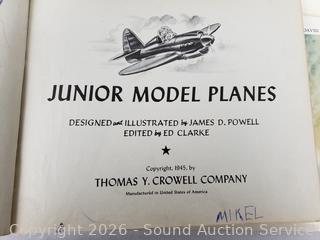 JUNIOR MODEL PLANES
DESIGNED and ILLUSTRATED by JAMES D. POWELL
EDITED by ED CLARKE
Copyright, 1945, by
THOMAS Y. CROWELL COMPANY
Manufactured in United States of America
MIKEL
Copyright 2026 - Sound Auction Service